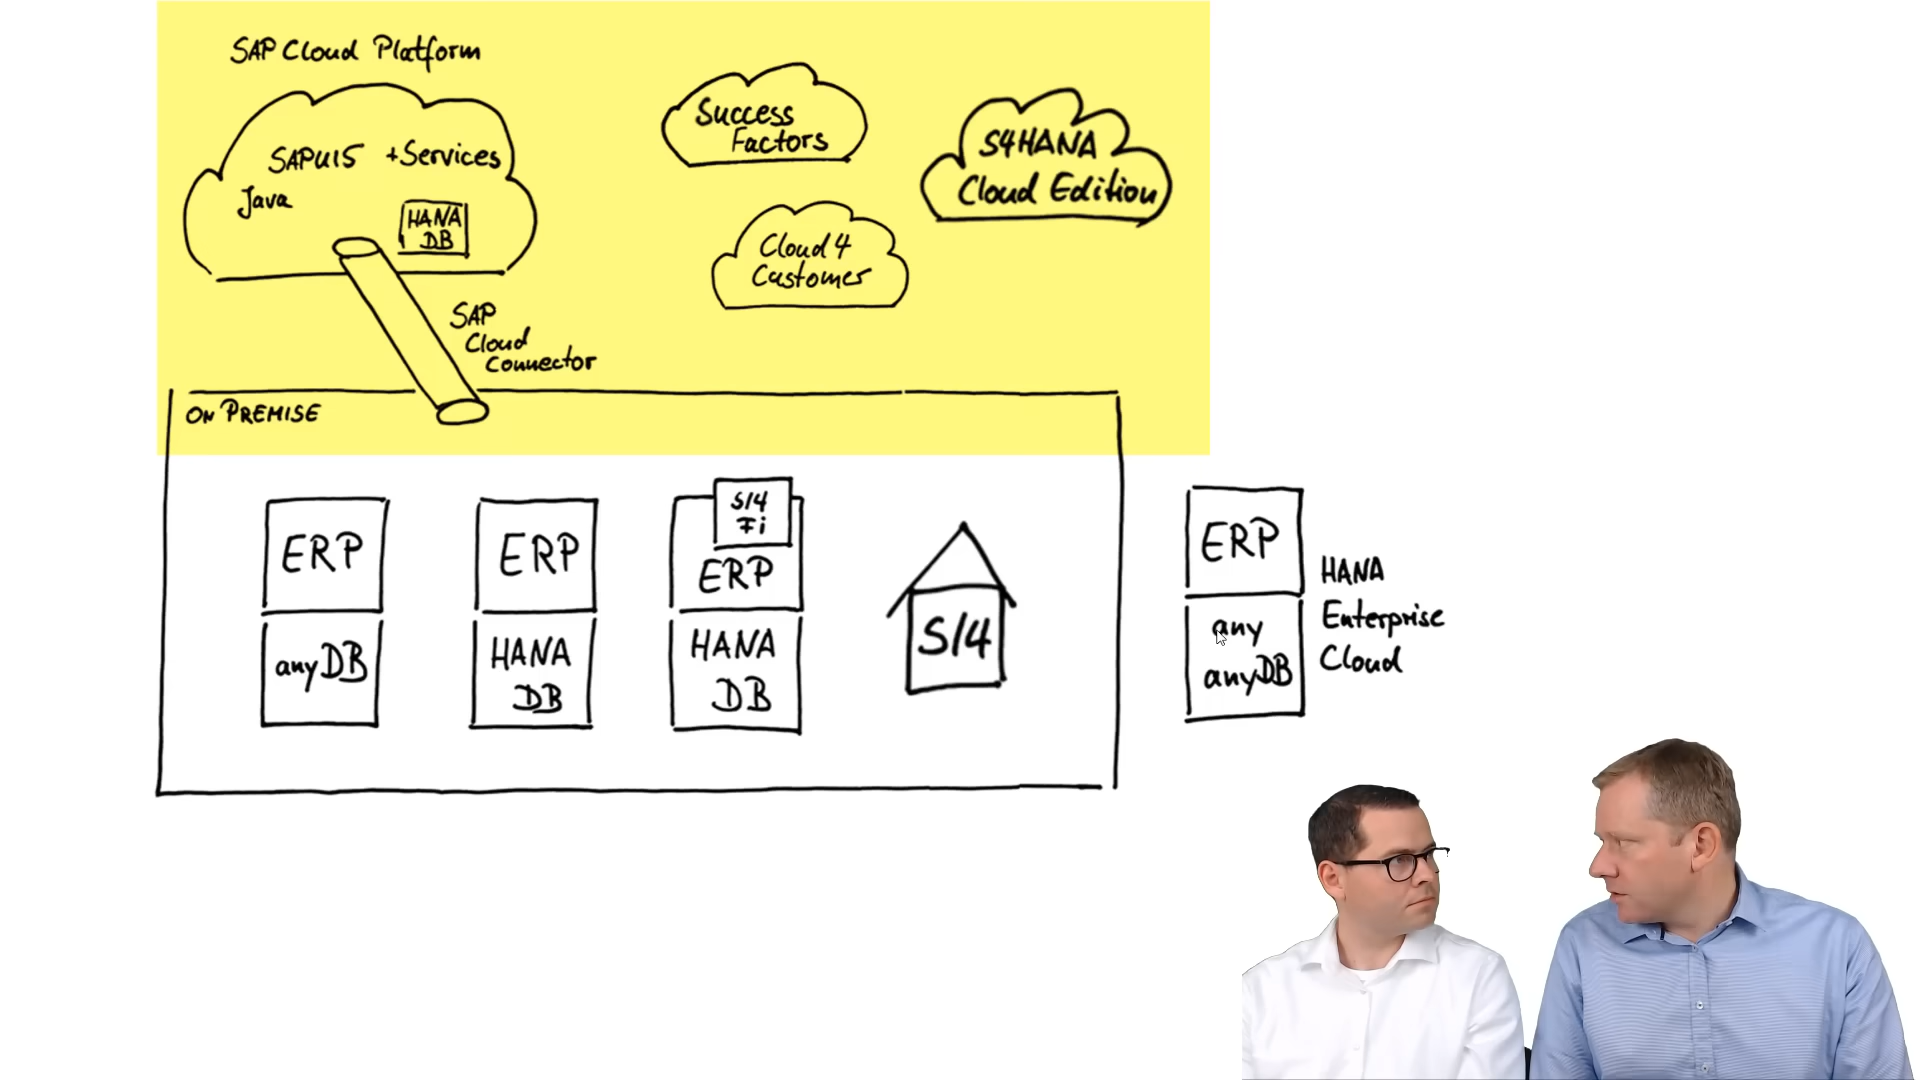 SAP Cloud Platform
SAPUI5 +Services
Java
HANA
DB
Success
Factors
S4HANA
Cloud Edition
Cloud 4
Customer
SAP
Cloud
Connector
ON PREMISE
ERP
anyDB
ERP
HANA
DB
S/4
Fi
ERP
HANA
DB
S/4
ERP
any
anyDB
HANA
Enterprise
Cloud